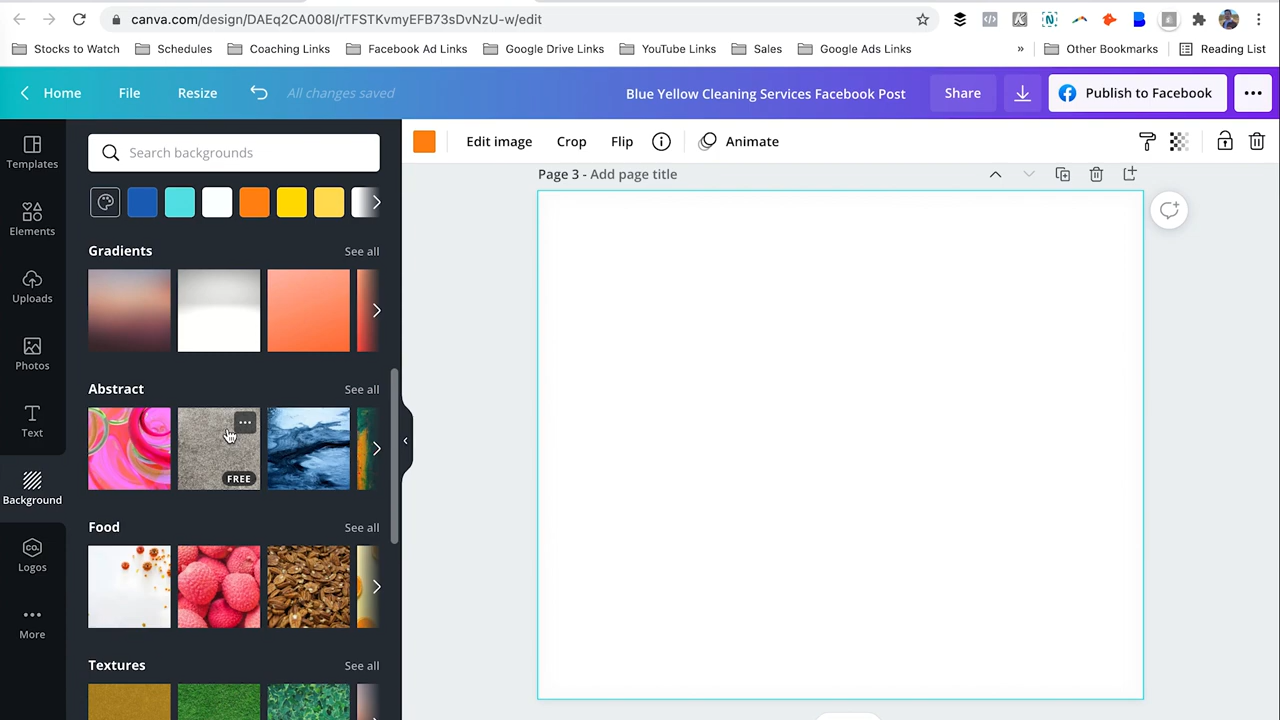 canva.com/design/DAEq2CA008I/rTFSTKvmyEFB73sDvNzU-w/edit
Stocks to Watch
Schedules
Coaching Links
Facebook Ad Links
Google Drive Links
YouTube Links
Sales
Google Ads Links
»
Other Bookmarks
Reading List
Home
File
Resize
All changes saved
Blue Yellow Cleaning Services Facebook Post
Share
Publish to Facebook
Templates
Elements
Uploads
Photos
Text
Background
Logos
More
CO.
Search backgrounds
Edit image
Crop
Flip
Animate
Page 3 - Add page title
Gradients
See all
Abstract
See all
FREE
Food
See all
Textures
See all